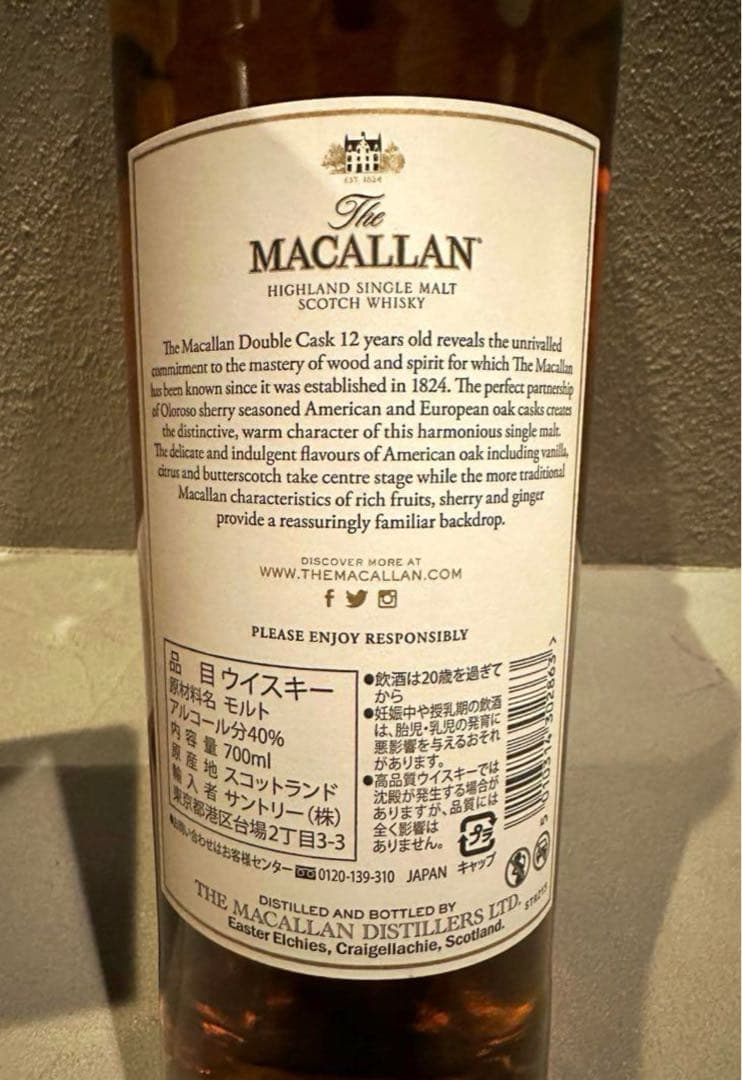 EST. 1824
The
MACALLAN
HIGHLAND SINGLE MALT
SCOTCH WHISKY
The Macallan Double Cask 12 years old reveals the unrivalled
commitment to the mastery of wood and spirit for which The Macallan
has been known since it was established in 1824. The perfect partnership
of Oloroso sherry seasoned American and European oak casks creates
the distinctive, warm character of this harmonious single malt.
The delicate and indulgent flavours of American oak including vanilla,
citrus and butterscotch take centre stage while the more traditional
Macallan characteristics of rich fruits, sherry and ginger
provide a reassuringly familiar backdrop.
DISCOVER MORE AT
WWW.THEMACALLAN.COM
PLEASE ENJOY RESPONSIBLY
品 目 ウイスキー
原材料名 モルト
アルコール分40%
内容量 700ml
原産地 スコットランド
輸入者 サントリー(株)
東京都港区台場2丁目3-3
●お問い合わせはお客様センター 0120-139-310 JAPAN
●飲酒は20歳を過ぎて
から
●妊娠中や授乳期の飲酒
は、胎児・乳児の発育に
悪影響を与えるおそれ
があります。
●高品質ウイスキーでは
沈殿が発生する場合が
ありますが、品質には
全く影響は
ありません。
プラ
キャップ
5 010314 302863 >
DISTILLED AND BOTTLED BY
THE MACALLAN DISTILLERS LTD.
Easter Elchies, Craigellachie, Scotland.